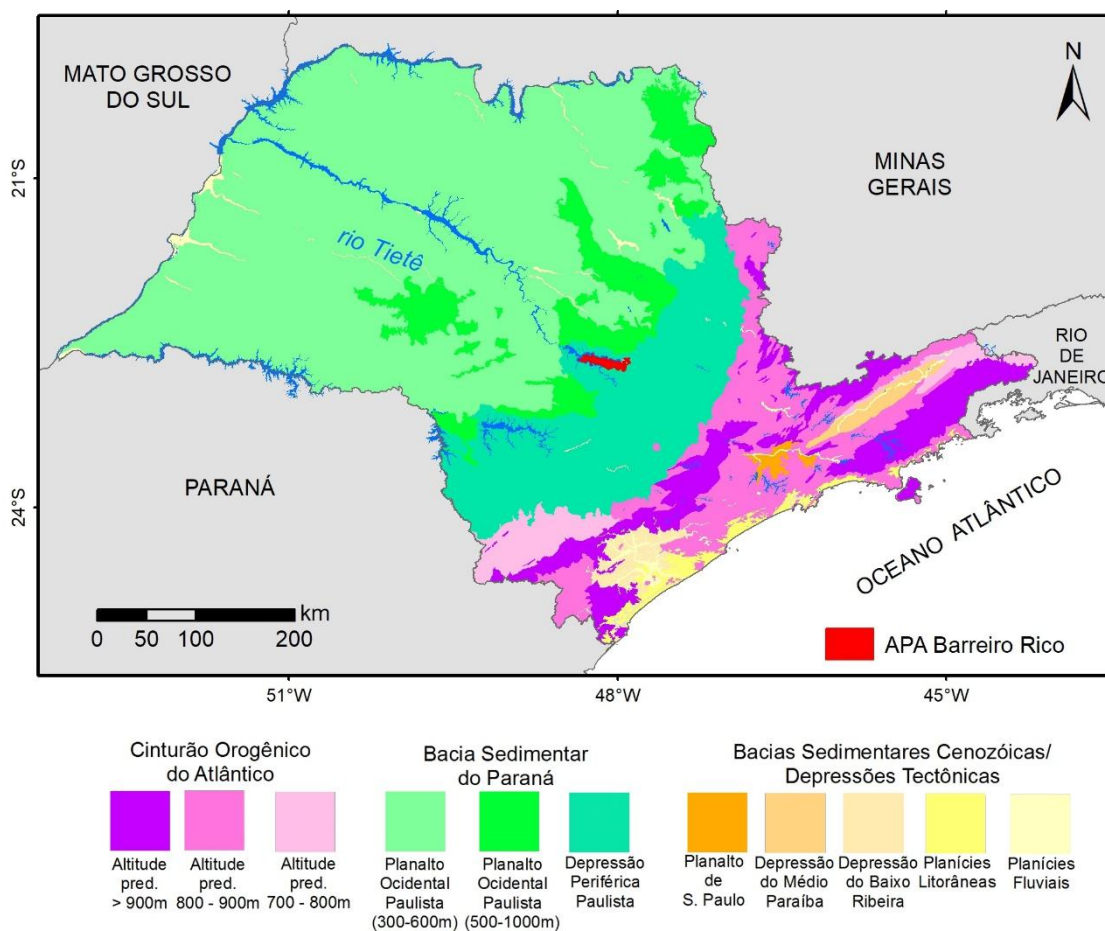 MATO GROSSO
DO SUL
N
21°S
MINAS
GERAIS
rio Tietê
RIO
DE
JANEIRO
PARANÁ
24°S
OCEANO ATLÂNTICO
km
0 50 100 200
APA Barreiro Rico
51°W 48°W 45°W
Cinturão Orogênico
do Atlântico
Altitude
pred.
> 900m
Altitude
pred.
800 - 900m
Altitude
pred.
700 - 800m
Bacia Sedimentar
do Paraná
Planalto
Ocidental
Paulista
(300-600m)
Planalto
Ocidental
Paulista
(500-1000m)
Depressão
Periférica
Paulista
Bacias Sedimentares Cenozóicas/
Depressões Tectônicas
Planalto
de
S. Paulo
Depressão
do Médio
Paraíba
Depressão
do Baixo
Ribeira
Planícies
Litorâneas
Planícies
Fluviais